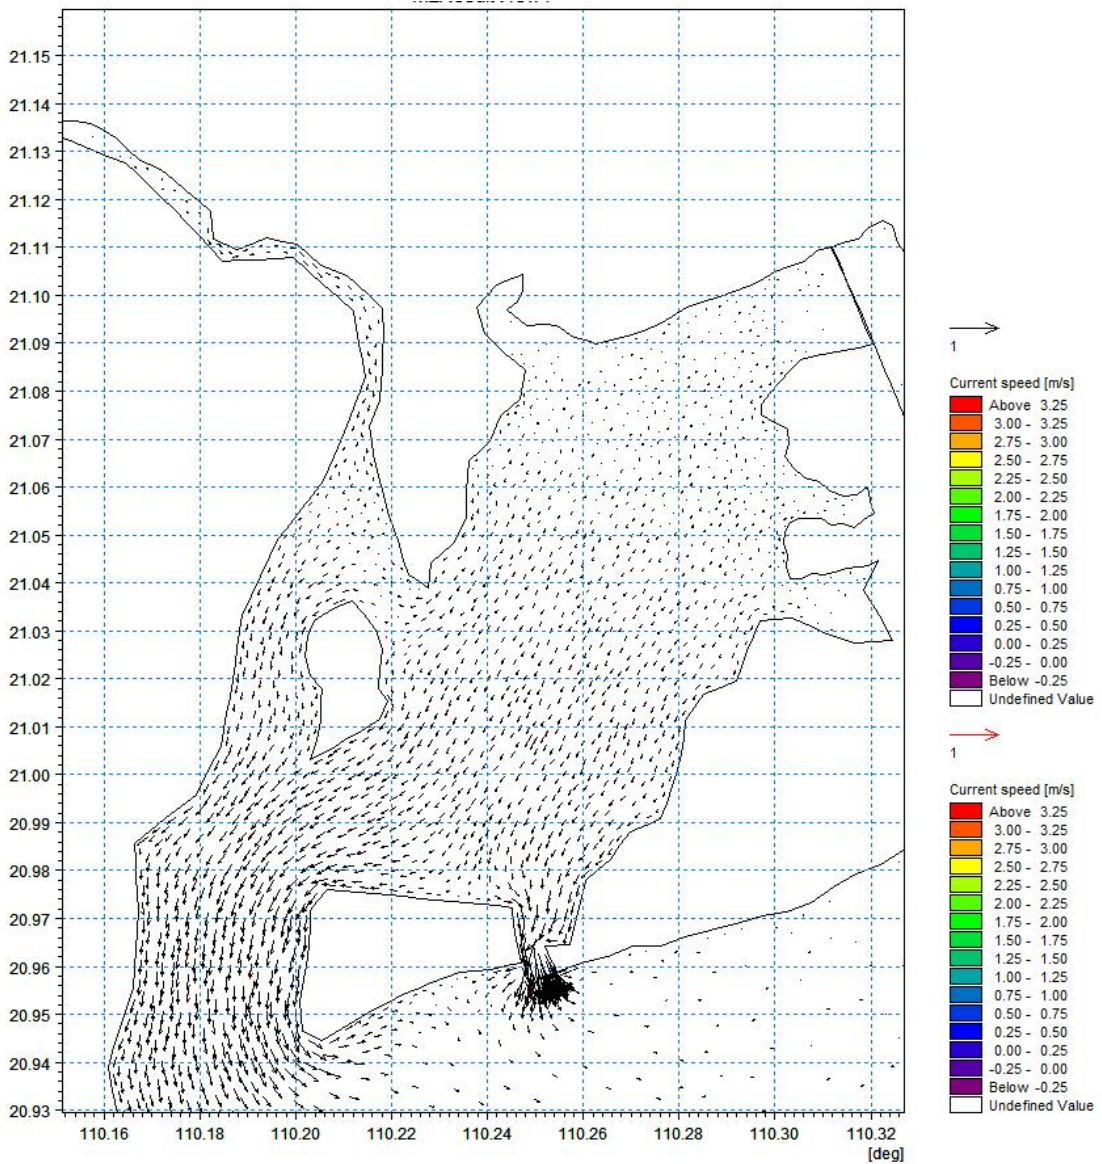 21.15
21.14
21.13
21.12
21.11
21.10
21.09
21.08
21.07
21.06
21.05
21.04
21.03
21.02
21.01
21.00
20.99
20.98
20.97
20.96
20.95
20.94
20.93
110.16 110.18 110.20 110.22 110.24 110.26 110.28 110.30 110.32
[deg]
1
Current speed [m/s]
Above 3.25
3.00 - 3.25
2.75 - 3.00
2.50 - 2.75
2.25 - 2.50
2.00 - 2.25
1.75 - 2.00
1.50 - 1.75
1.25 - 1.50
1.00 - 1.25
0.75 - 1.00
0.50 - 0.75
0.25 - 0.50
0.00 - 0.25
-0.25 - 0.00
Below -0.25
Undefined Value
1
Current speed [m/s]
Above 3.25
3.00 - 3.25
2.75 - 3.00
2.50 - 2.75
2.25 - 2.50
2.00 - 2.25
1.75 - 2.00
1.50 - 1.75
1.25 - 1.50
1.00 - 1.25
0.75 - 1.00
0.50 - 0.75
0.25 - 0.50
0.00 - 0.25
-0.25 - 0.00
Below -0.25
Undefined Value